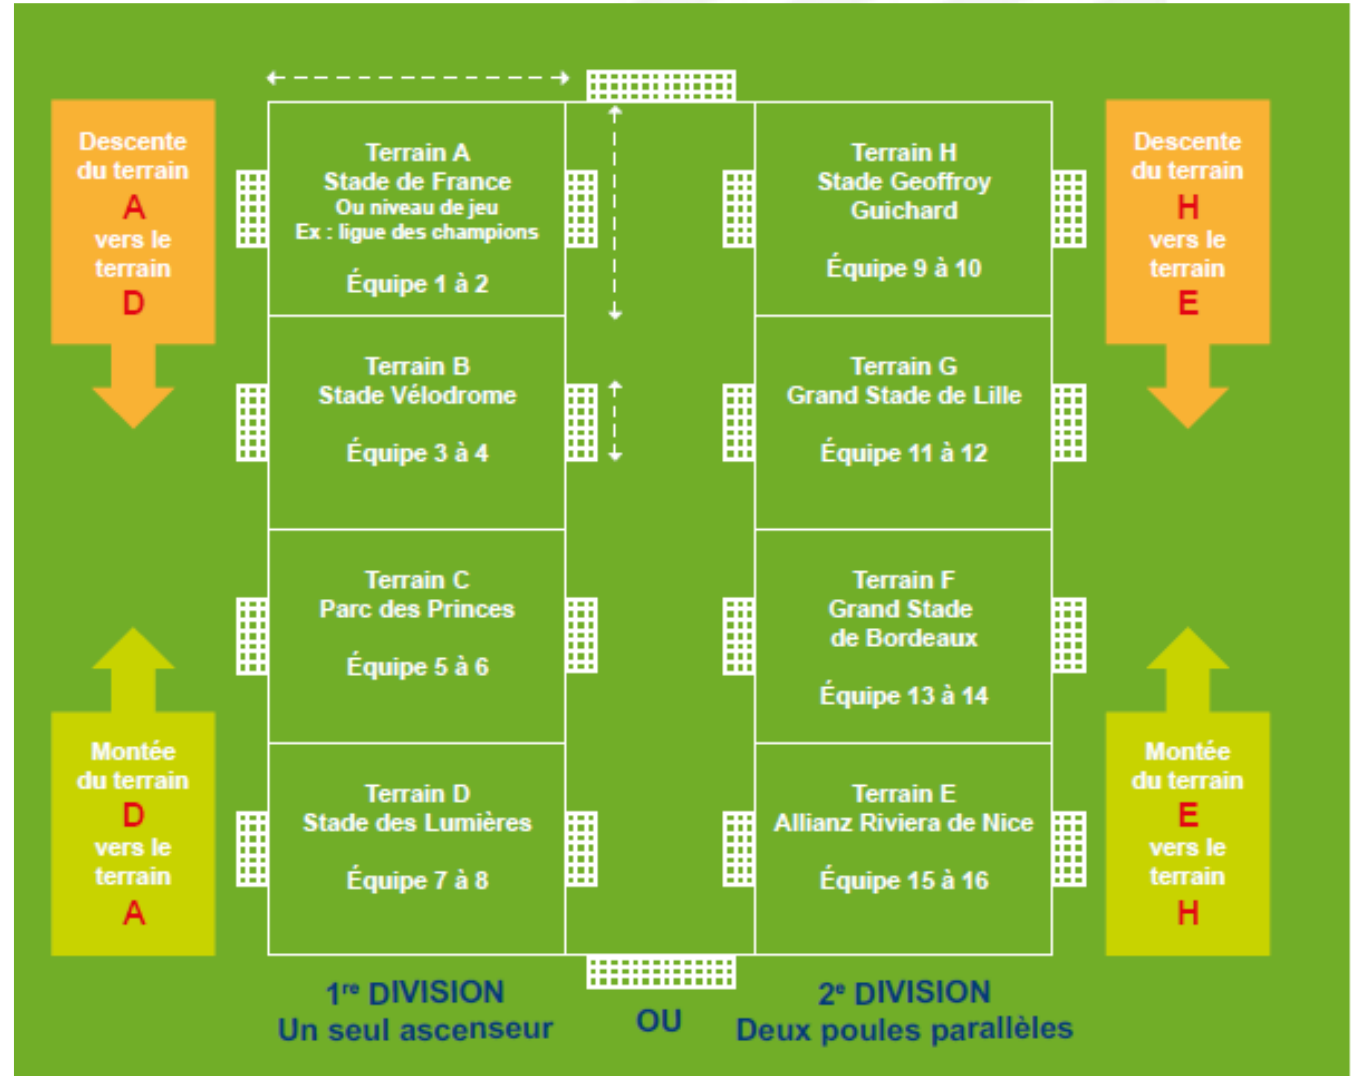 Descente
du terrain
A
vers le
terrain
D
Montée
du terrain
D
vers le
terrain
A
Terrain A
Stade de France
Ou niveau de jeu
Ex : ligue des champions
Équipe 1 à 2
Terrain B
Stade Vélodrome
Équipe 3 à 4
Terrain C
Parc des Princes
Équipe 5 à 6
Terrain D
Stade des Lumières
Équipe 7 à 8
Terrain H
Stade Geoffroy
Guichard
Équipe 9 à 10
Terrain G
Grand Stade de Lille
Équipe 11 à 12
Terrain F
Grand Stade
de Bordeaux
Équipe 13 à 14
Terrain E
Allianz Riviera de Nice
Équipe 15 à 16
Descente
du terrain
H
vers le
terrain
E
Montée
du terrain
E
vers le
terrain
H
1re DIVISION
Un seul ascenseur
OU
2e DIVISION
Deux poules parallèles